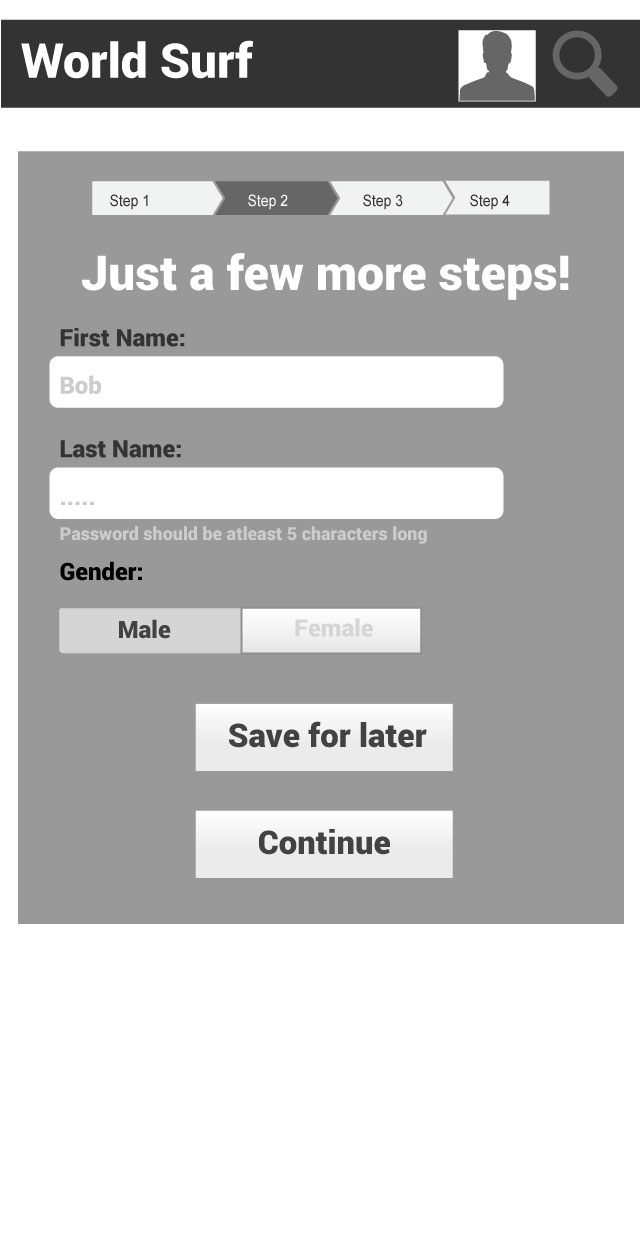 World Surf
Step 1 Step 2 Step 3 Step 4
Just a few more steps!
First Name:
Bob
Last Name:
.....
Password should be atleast 5 characters long
Gender:
Male Female
Save for later
Continue